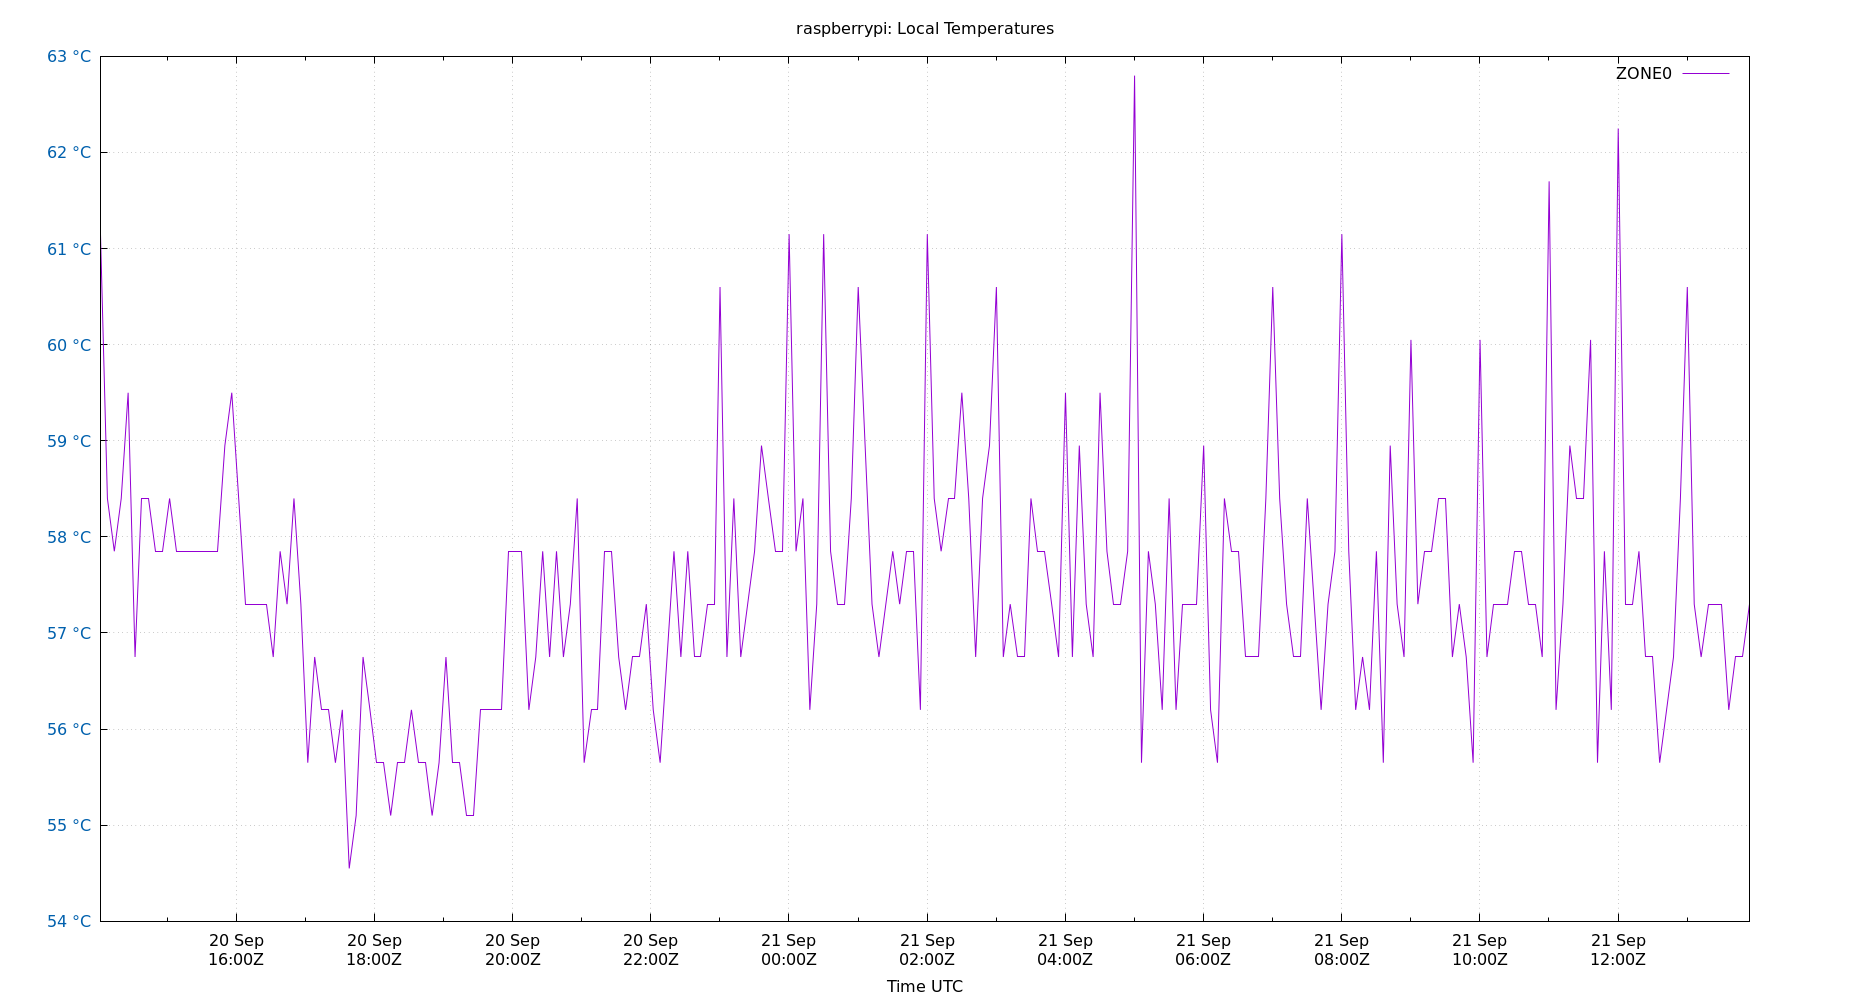 raspberrypi: Local Temperatures
63 °C
ZONE0
62 °C
61 °C
60 °C
59 °C
58 °C
57 °C
56 °C
55 °C
54 °C
20 Sep 20 Sep 20 Sep 20 Sep 21 Sep 21 Sep 21 Sep 21 Sep 21 Sep 21 Sep 21 Sep
16:00Z 18:00Z 20:00Z 22:00Z 00:00Z 02:00Z 04:00Z 06:00Z 08:00Z 10:00Z 12:00Z
Time UTC